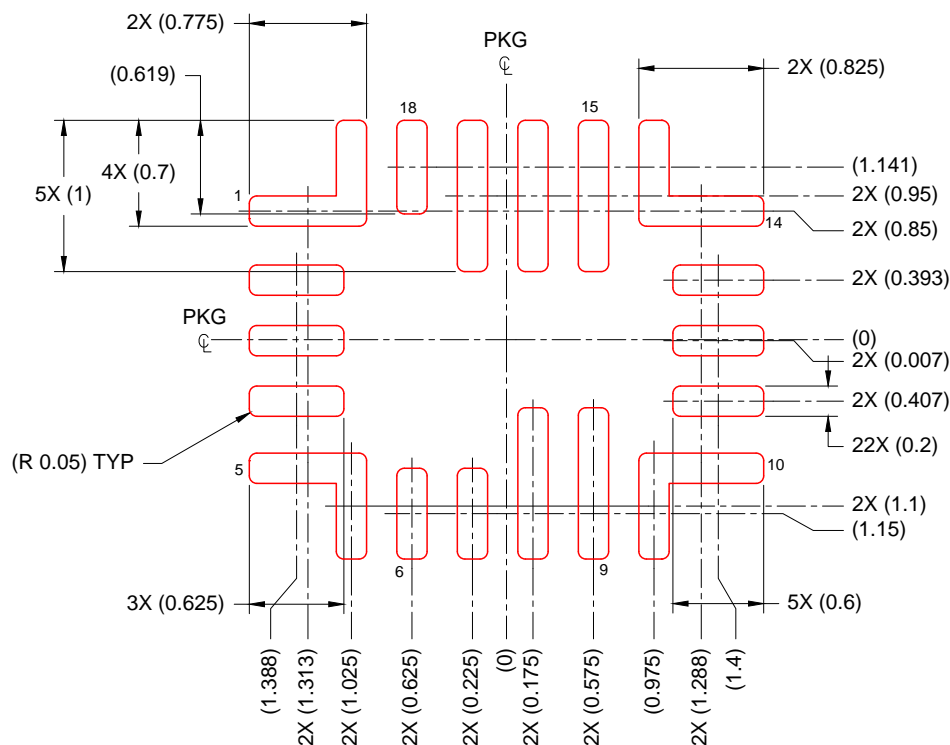 2X (0.775)
PKG
℄
(0.619)
2X (0.825)
18
15
4X (0.7)
(1.141)
5X (1)
1
2X (0.95)
14
2X (0.85)
2X (0.393)
PKG
℄
(0)
2X (0.007)
2X (0.407)
22X (0.2)
(R 0.05) TYP
5
10
2X (1.1)
(1.15)
6
9
3X (0.625)
5X (0.6)
(1.388)
2X (1.313)
2X (1.025)
2X (0.625)
2X (0.225)
(0)
2X (0.175)
2X (0.575)
(0.975)
2X (1.288)
(1.4)